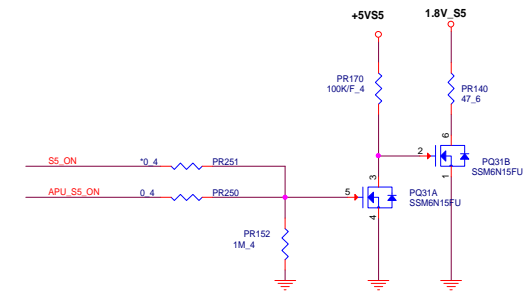 +5VS5
1.8V_S5
PR170
100K/F_4
PR140
47_6
6
2
PQ31B
SSM6N15FU
1
3
S5_ON
*0_4
PR251
APU_S5_ON
0_4
PR250
5
PQ31A
SSM6N15FU
4
PR152
1M_4